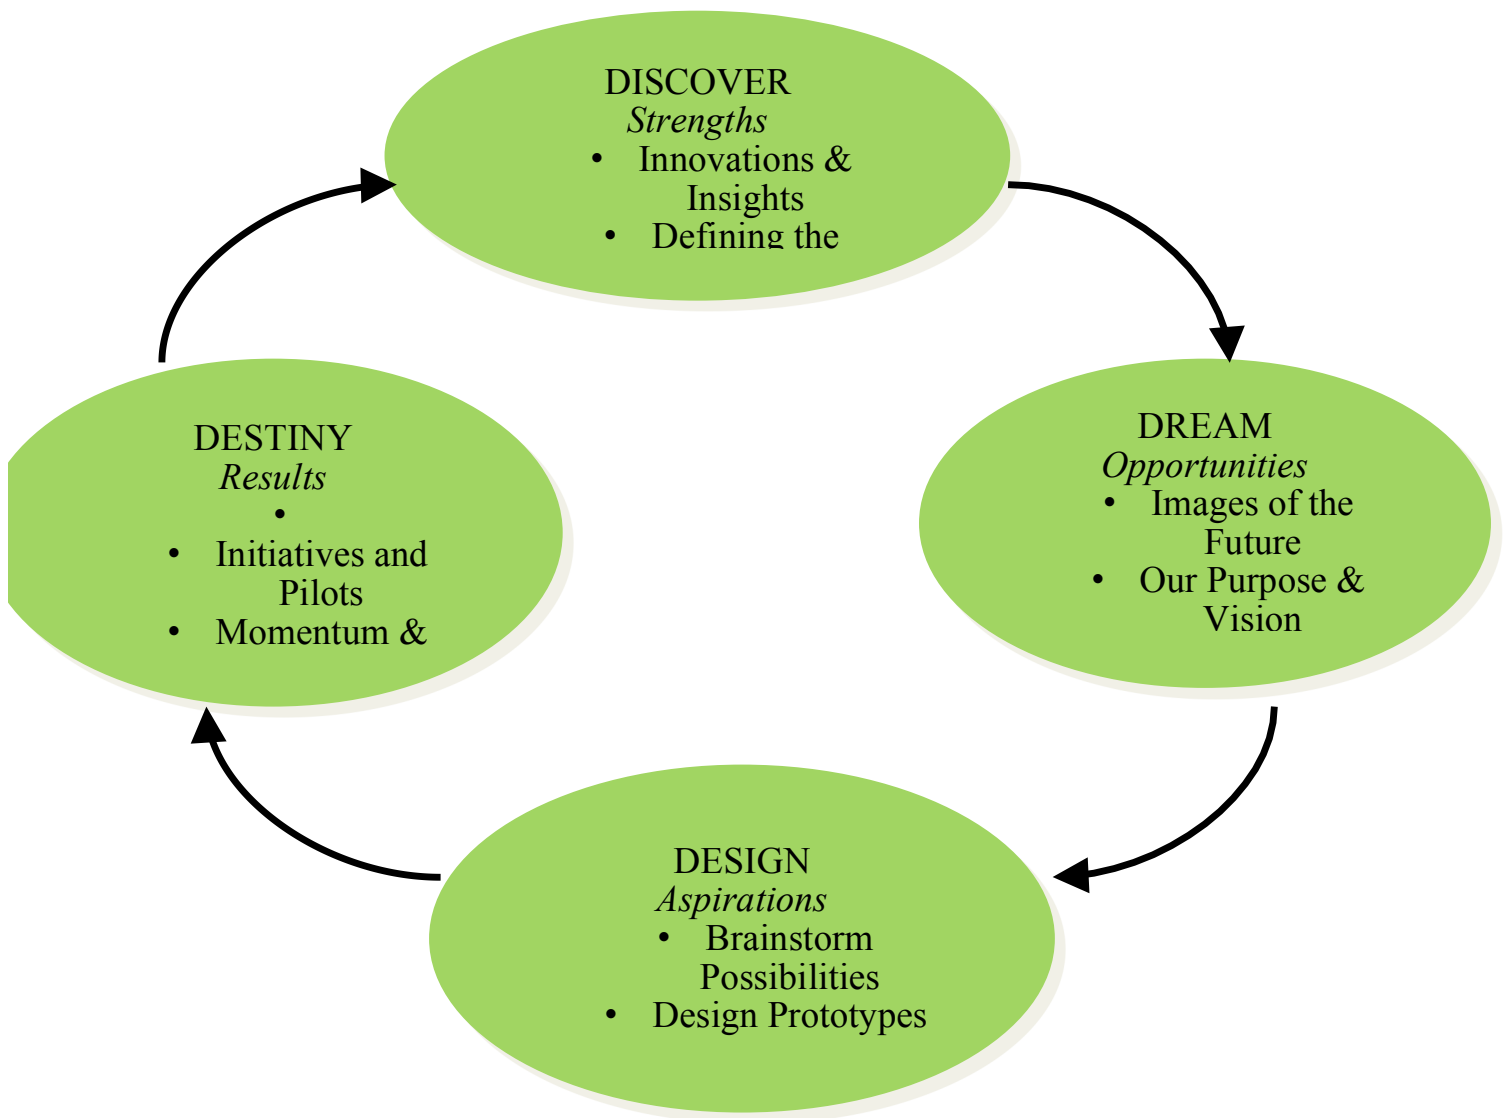 DISCOVER
Strengths
• Innovations &
Insights
• Defining the
DREAM
Opportunities
• Images of the
Future
• Our Purpose &
Vision
DESIGN
Aspirations
• Brainstorm
Possibilities
• Design Prototypes
DESTINY
Results
•
• Initiatives and
Pilots
• Momentum &